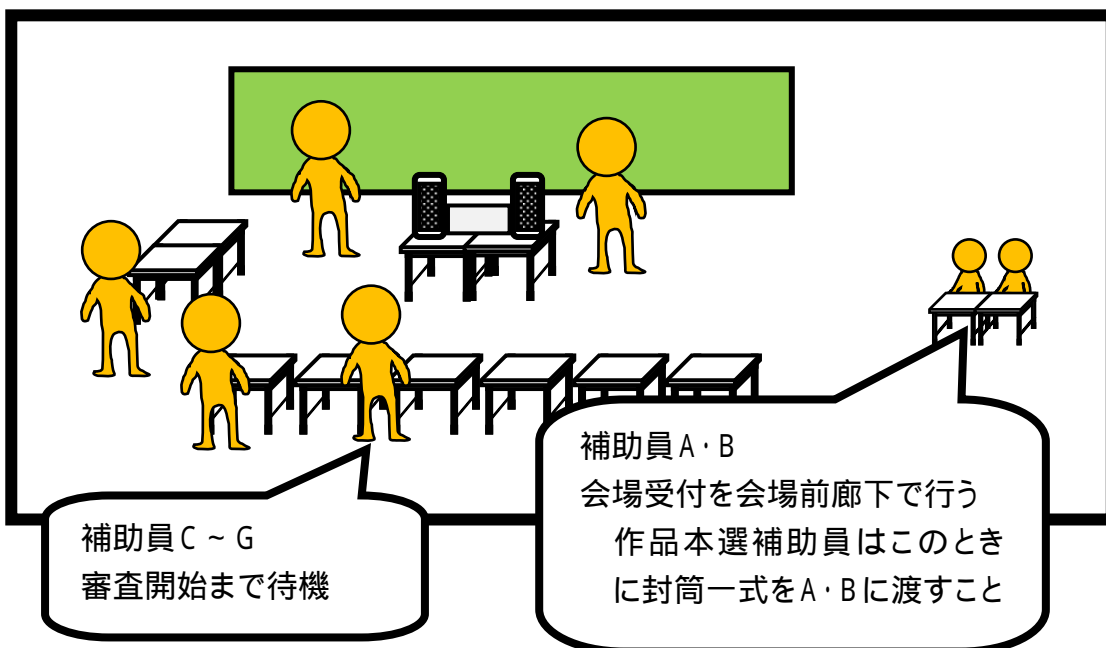 補助員A・B
会場受付を会場前廊下で行う
作品本選補助員はこのとき
に封筒一式をA・Bに渡すこと
補助員C~G
審査開始まで待機